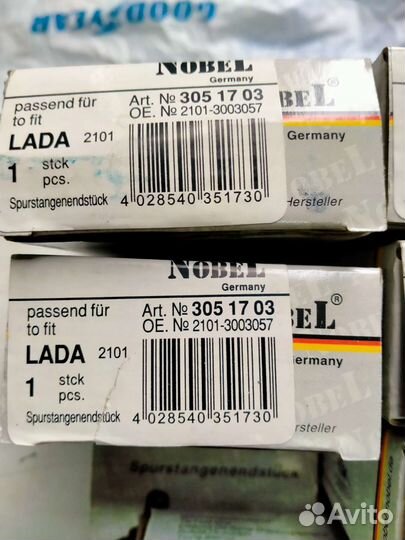 GOODYEAR
NOBEL
Germany
passend für
to fit
LADA 2101
1 stck
pcs.
Spurstangenendstück
Art. № 305 17 03
OE. № 2101-3003057
4 028540 351730
BEL ®
Germany
Hersteller
NOBEL
Germany
passend für
to fit
LADA 2101
1 stck
pcs.
Spurstangenendstück
Art. № 305 17 03
OE. № 2101-3003057
4 028540 351730
BEL ®
ermany
ersteller
Spurstangenendstück
Avito